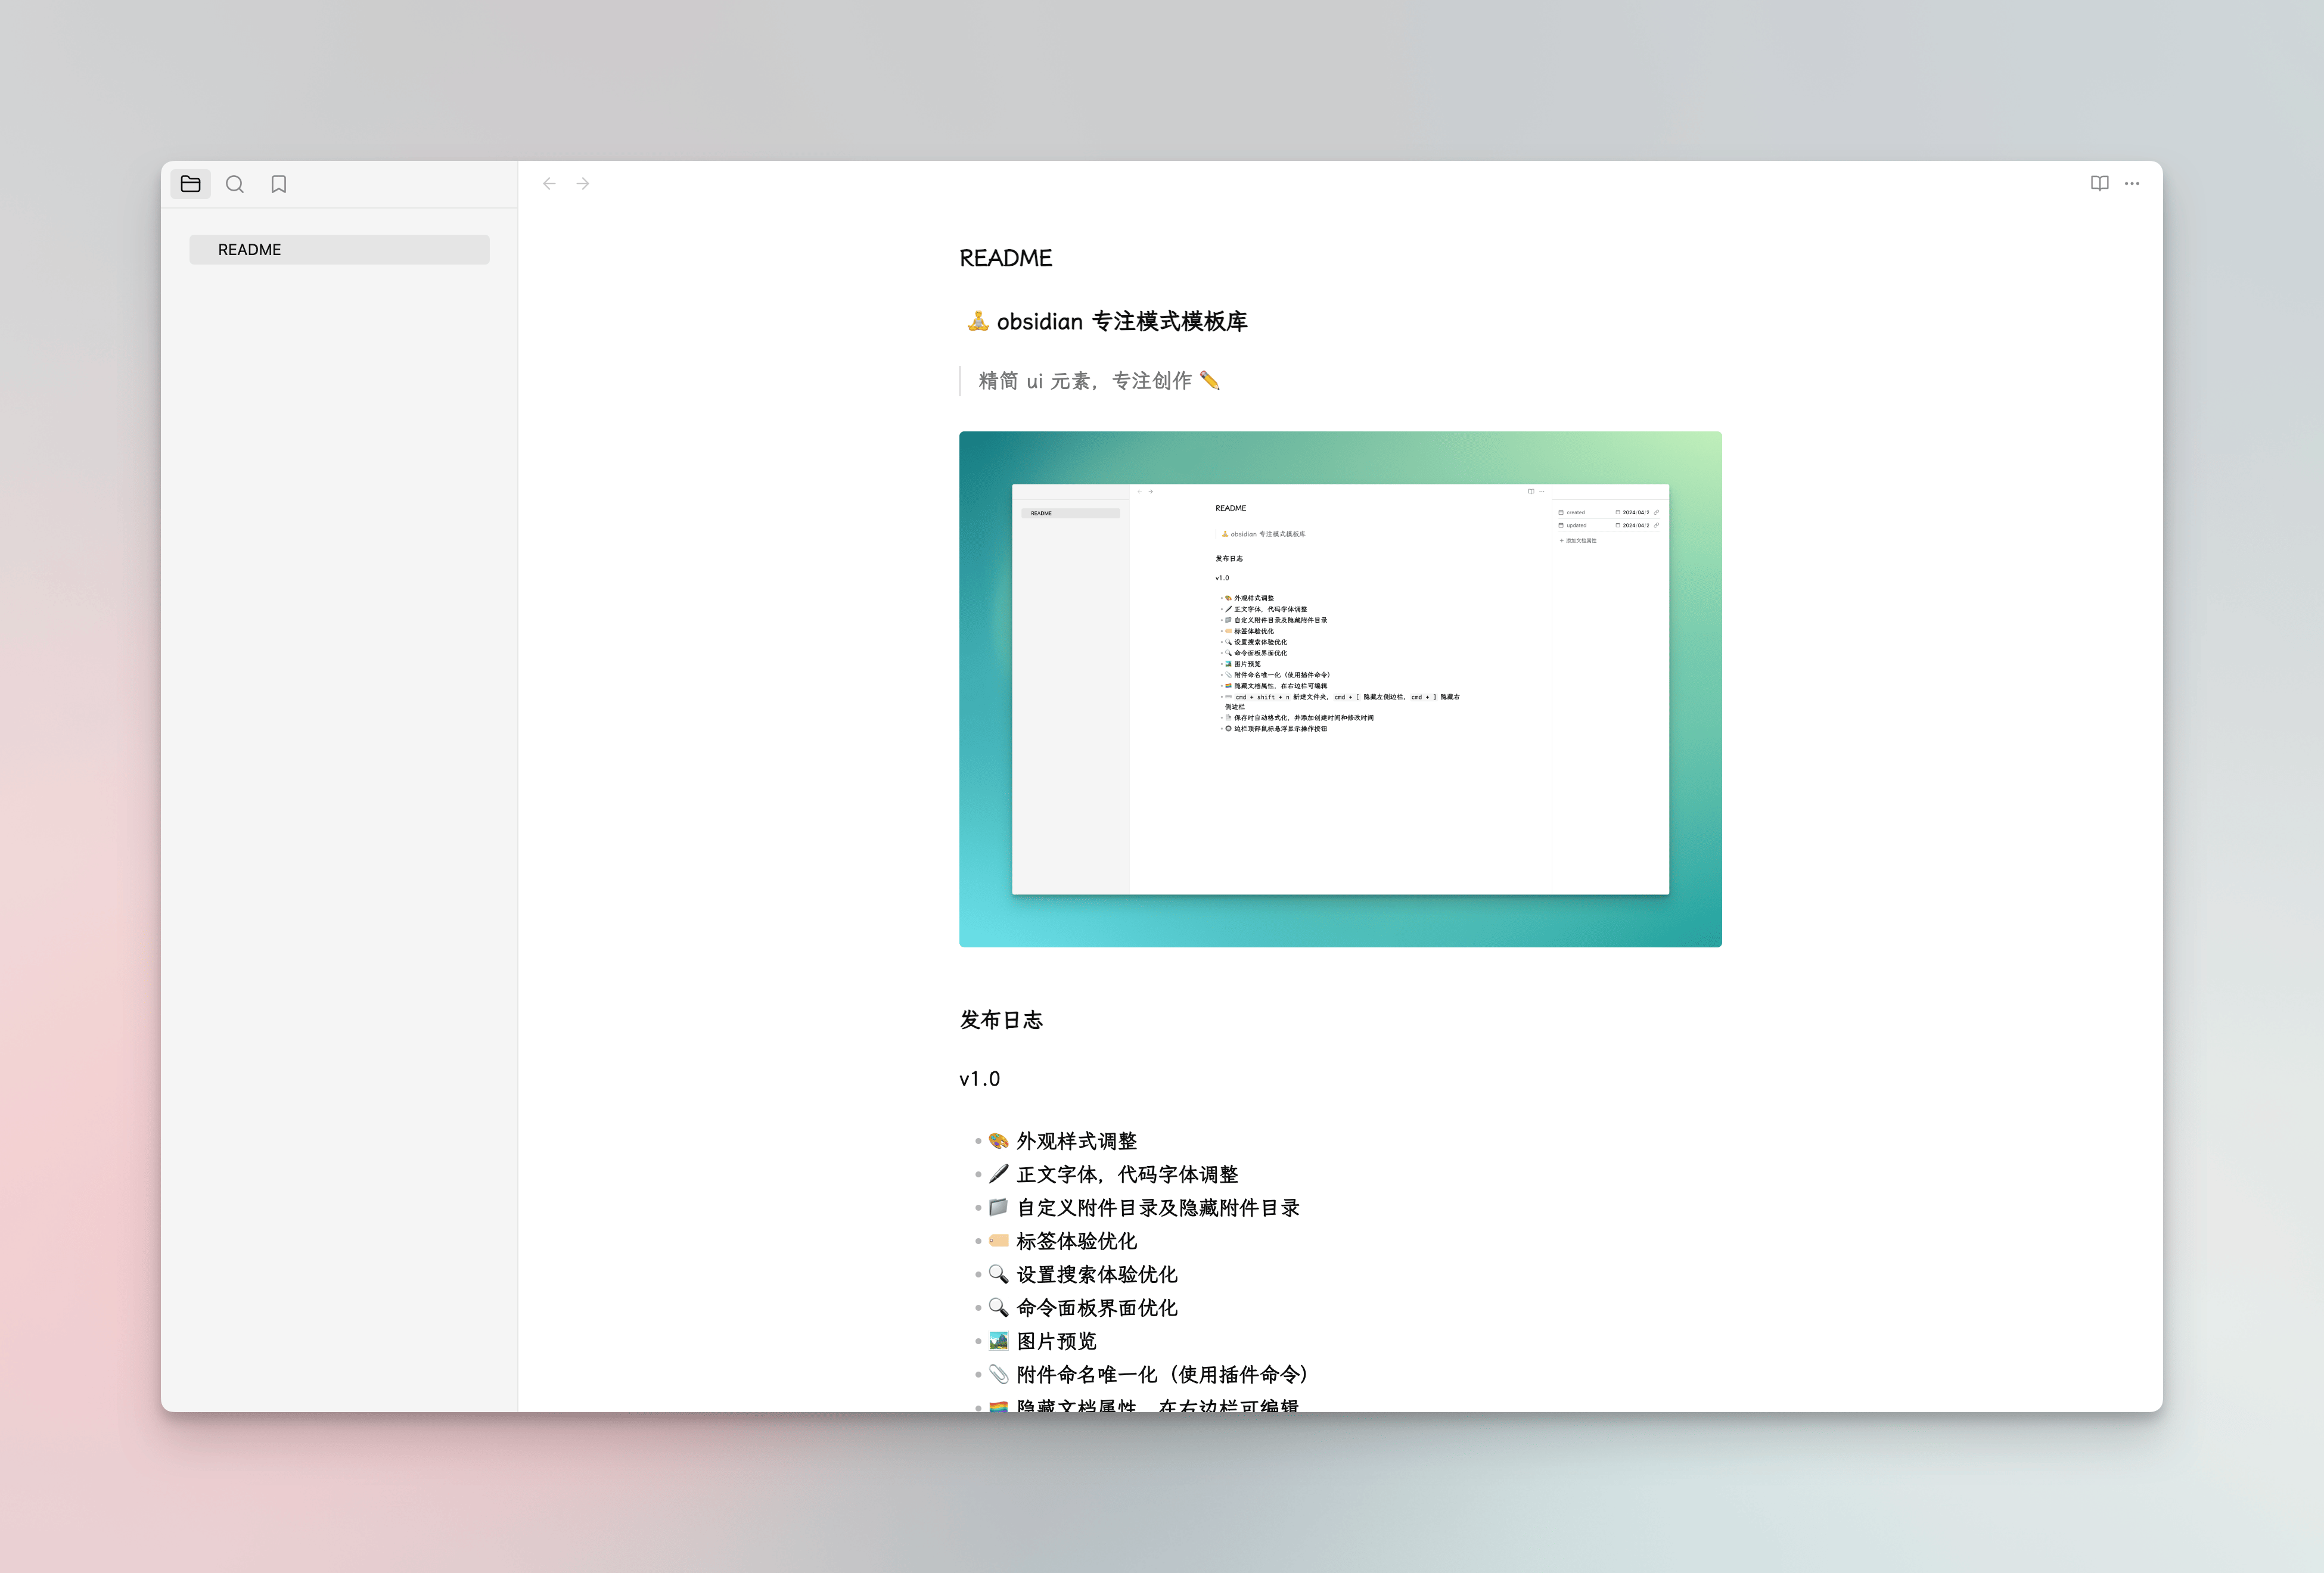 README
README
🧘 obsidian 专注模式模板库
精简 ui 元素，专注创作 ✏️
README
README
🧘 obsidian 专注模式模板库
发布日志
v1.0
🎨 外观样式调整
🖋 正文字体，代码字体调整
📁 自定义附件目录及隐藏附件目录
🏷 标签体验优化
🔍 设置搜索体验优化
🔍 命令面板界面优化
🏞 图片预览
📎 附件命名唯一化（使用插件命令）
🌈 隐藏文档属性，在右边栏可编辑
cmd + shift + n 新建文件夹，cmd + [ 隐藏左侧边栏，cmd + ] 隐藏右
侧边栏
保存时自动格式化，并添加创建时间和修改时间
边栏顶部鼠标悬浮显示操作按钮
created 2024/04/2
updated 2024/04/2
+ 添加文档属性
发布日志
v1.0
🎨 外观样式调整
🖋 正文字体，代码字体调整
📁 自定义附件目录及隐藏附件目录
🏷 标签体验优化
🔍 设置搜索体验优化
🔍 命令面板界面优化
🏞 图片预览
📎 附件命名唯一化（使用插件命令）
🌈 隐藏文档属性，在右边栏可编辑